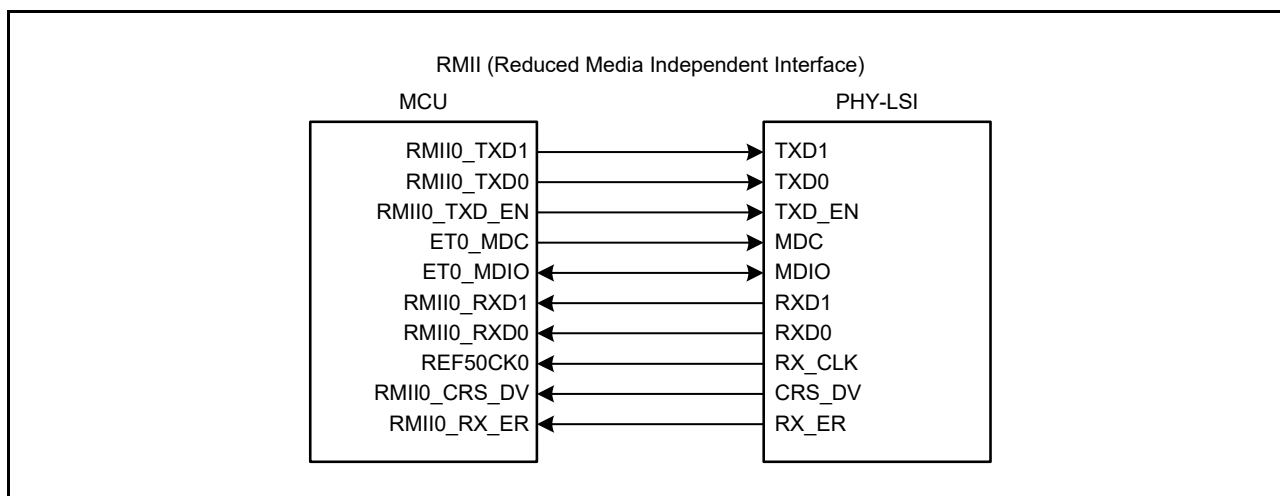 RMII (Reduced Media Independent Interface)
MCU PHY-LSI
RMII0_TXD1 TXD1
RMII0_TXD0 TXD0
RMII0_TXD_EN TXD_EN
ET0_MDC MDC
ET0_MDIO MDIO
RMII0_RXD1 RXD1
RMII0_RXD0 RXD0
REF50CK0 RX_CLK
RMII0_CRS_DV CRS_DV
RMII0_RX_ER RX_ER